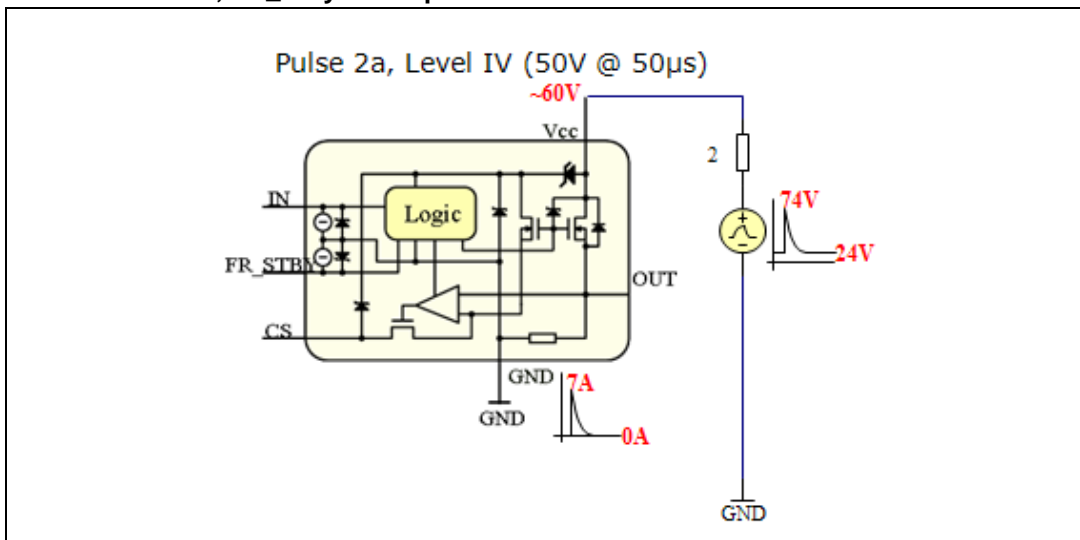 Pulse 2a, Level IV (50V @ 50µs)
~60V
Vcc
2
IN
Logic
74V
24V
FR_STBY
OUT
CS
GND
7A
GND
0A
GND